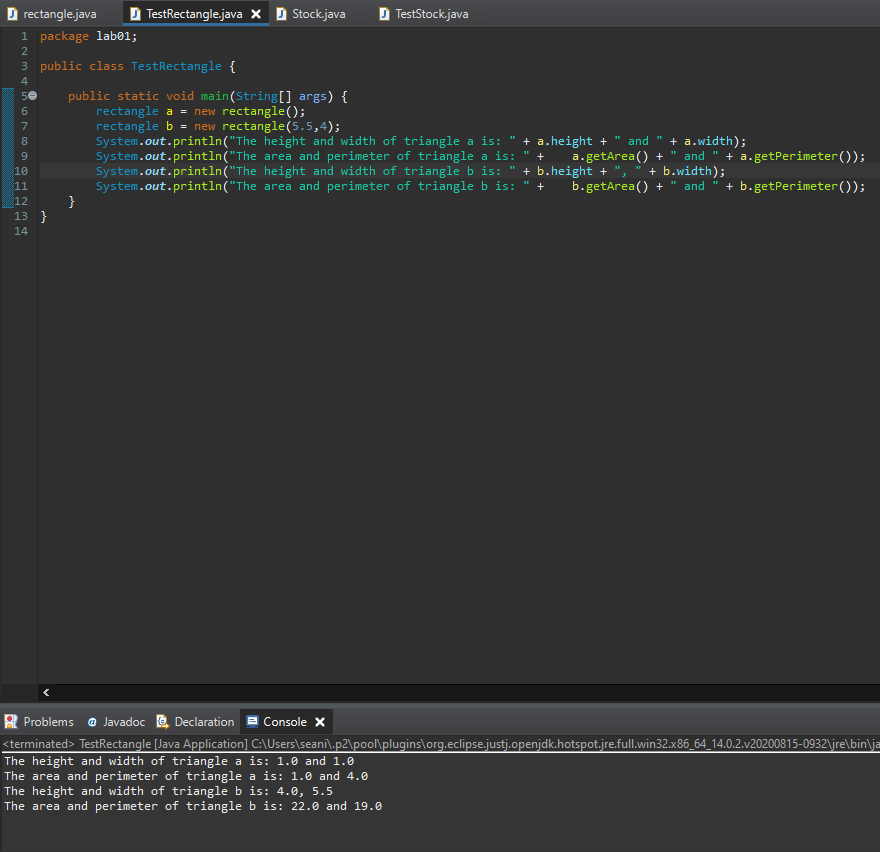 rectangle.java
TestRectangle.java
Stock.java
TestStock.java
1 package lab01;
2
3 public class TestRectangle {
4
5 public static void main(String[] args) {
6 rectangle a = new rectangle();
7 rectangle b = new rectangle(5.5,4);
8 System.out.println("The height and width of triangle a is: " + a.height + " and " + a.width);
9 System.out.println("The area and perimeter of triangle a is: " +    a.getArea() + " and " + a.getPerimeter());
10 System.out.println("The height and width of triangle b is: " + b.height + ", " + b.width);
11 System.out.println("The area and perimeter of triangle b is: " +    b.getArea() + " and " + b.getPerimeter());
12 }
13 }
14
Problems @ Javadoc Declaration Console
<terminated> TestRectangle [Java Application] C:\Users\seani\.p2\pool\plugins\org.eclipse.justj.openjdk.hotspot.jre.full.win32.x86_64_14.0.2.v20200815-0932\jre\bin\ja
The height and width of triangle a is: 1.0 and 1.0
The area and perimeter of triangle a is: 1.0 and 4.0
The height and width of triangle b is: 4.0, 5.5
The area and perimeter of triangle b is: 22.0 and 19.0